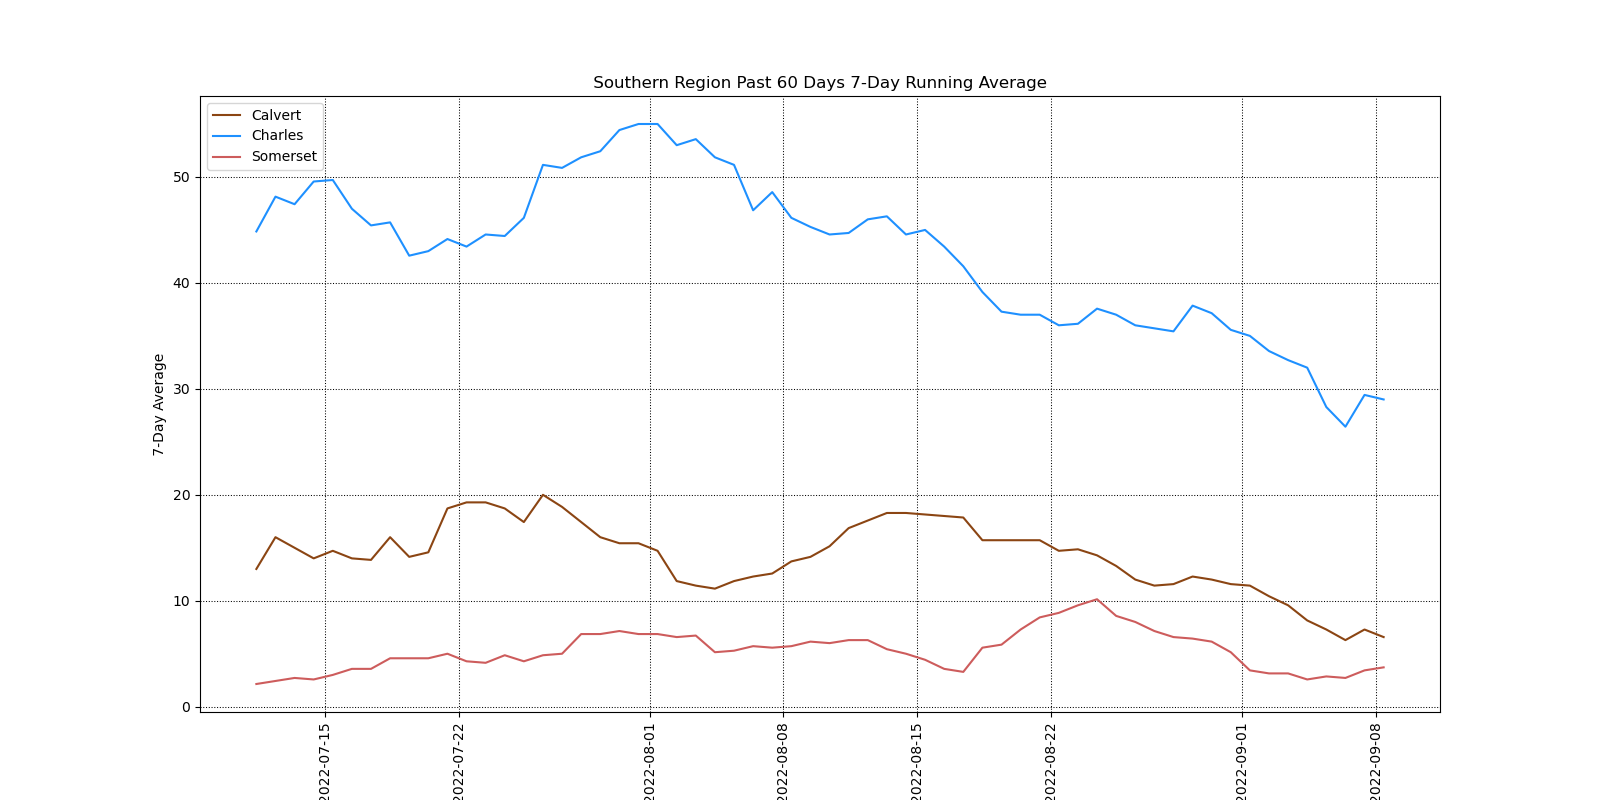 Southern Region Past 60 Days 7-Day Running Average
Calvert
Charles
Somerset
7-Day Average
50
40
30
20
10
0
2022-07-15
2022-07-22
2022-08-01
2022-08-08
2022-08-15
2022-08-22
2022-09-01
2022-09-08